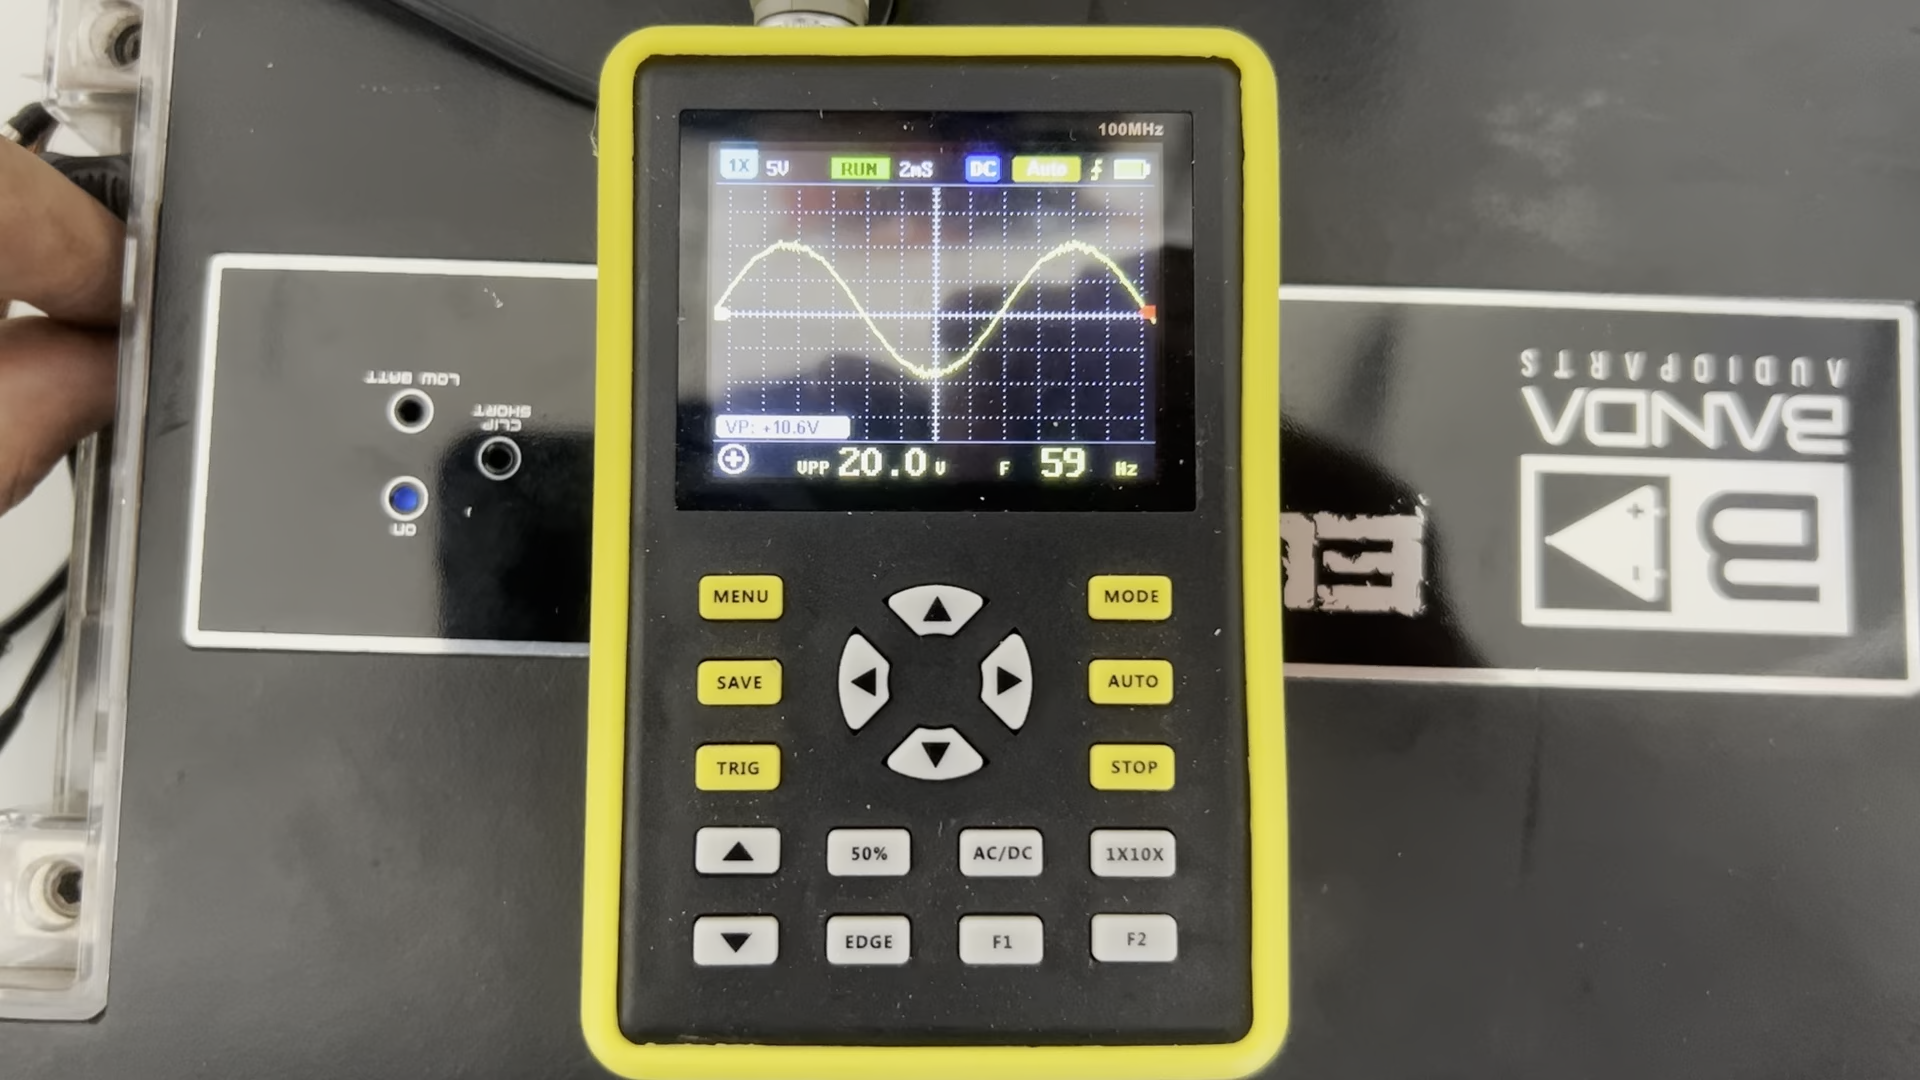 100MHz
1X 5V RUN 2mS DC Auto
VP: +10.6V
VPP 20.0 V F 59 Hz
LOW BATT
CLIP
SHORT
ON
BANDA
AUDIOPARTS
MENU
MODE
SAVE
AUTO
TRIG
STOP
50%
AC/DC
1X10X
EDGE
F1
F2